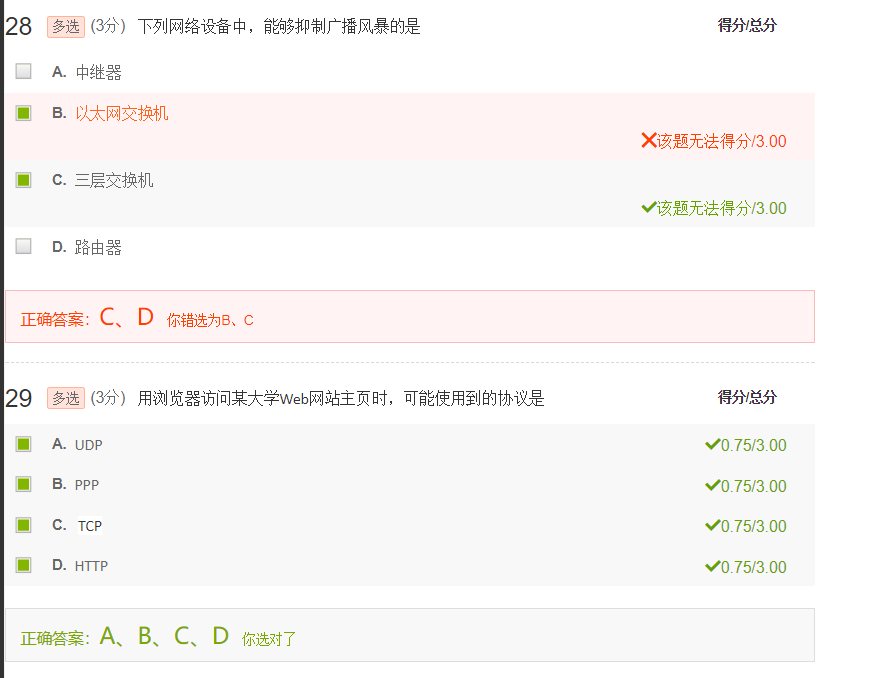 28 多选 (3分) 下列网络设备中，能够抑制广播风暴的是 得分/总分
A. 中继器
B. 以太网交换机
该题无法得分/3.00
C. 三层交换机
该题无法得分/3.00
D. 路由器
正确答案：C、D 你错选为B、C
29 多选 (3分) 用浏览器访问某大学Web网站主页时，可能使用到的协议是 得分/总分
A. UDP 0.75/3.00
B. PPP 0.75/3.00
C. TCP 0.75/3.00
D. HTTP 0.75/3.00
正确答案：A、B、C、D 你选对了